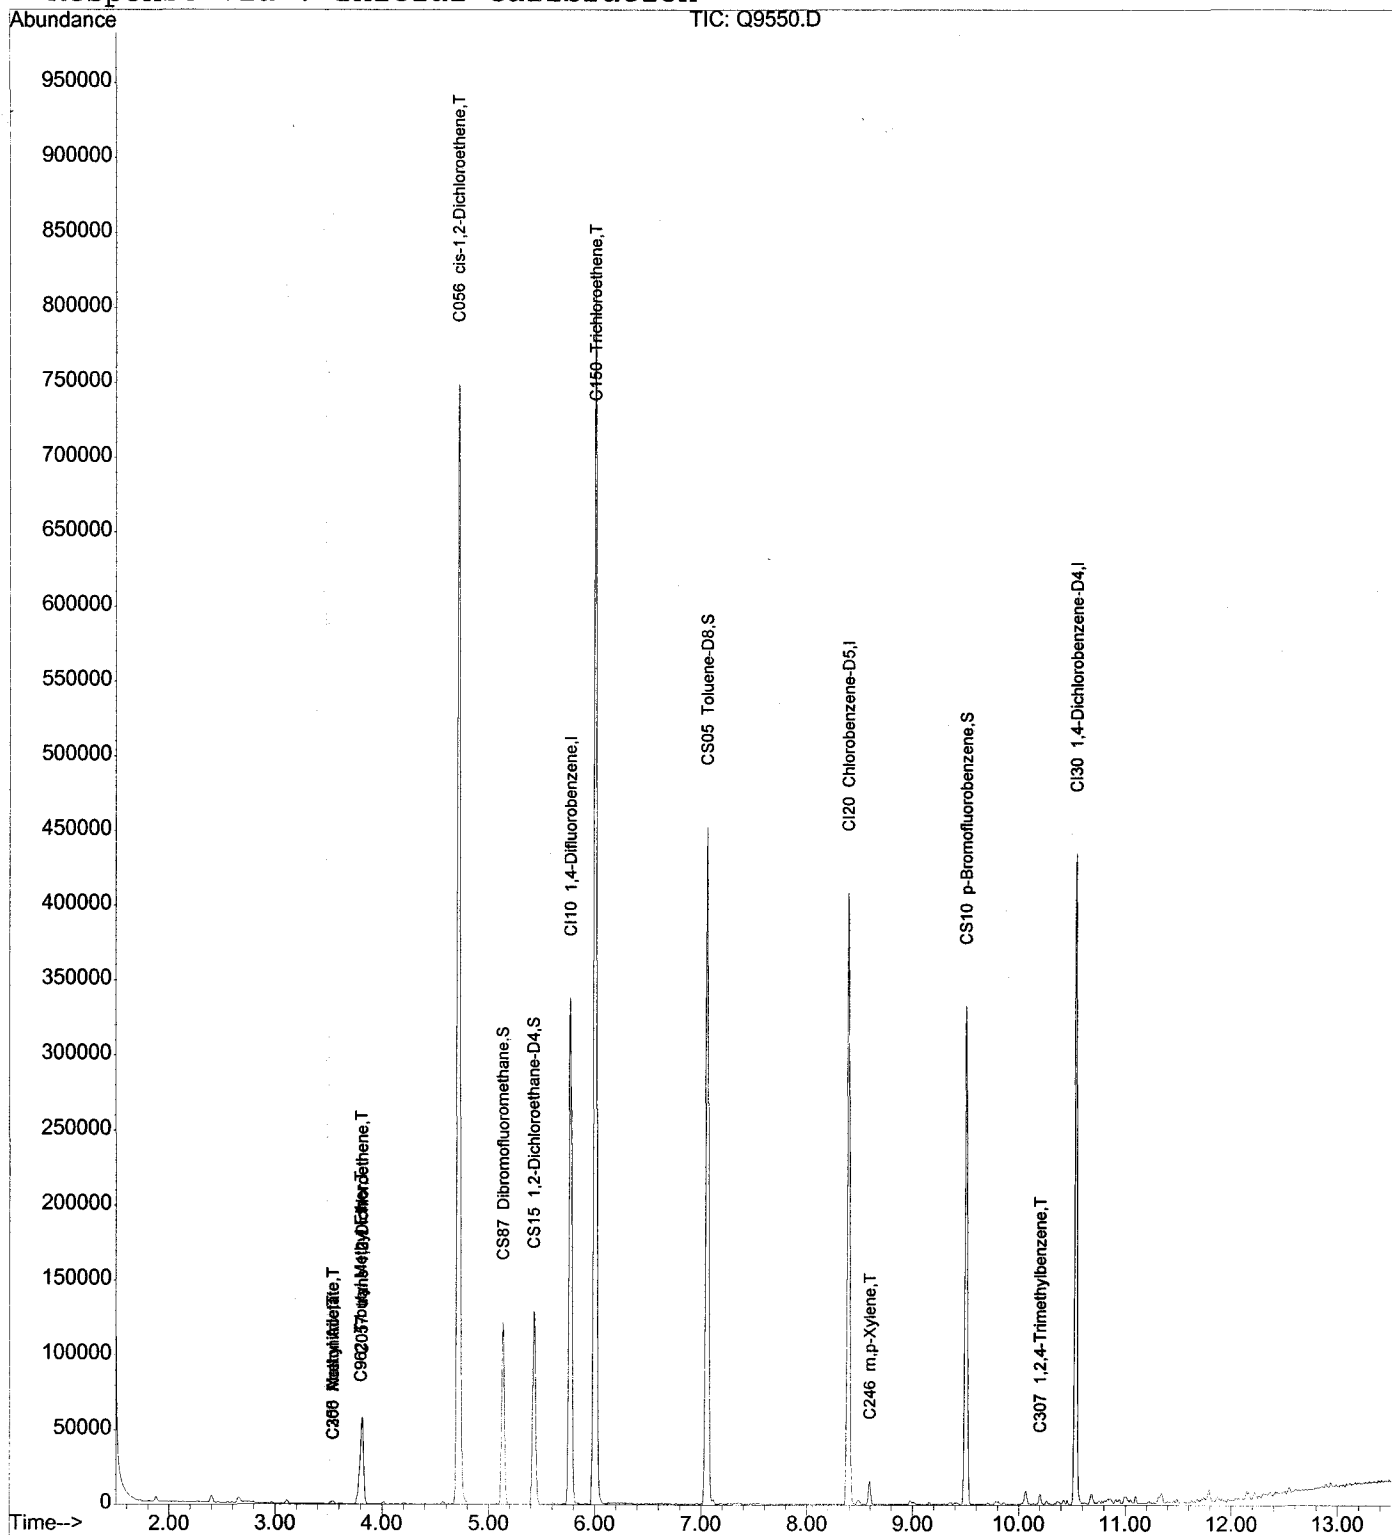 Response via : Initial Calibration
Abundance
TIC: Q9550.D
950000
900000
850000
800000
750000
700000
650000
600000
550000
500000
450000
400000
350000
300000
250000
200000
150000
100000
50000
0
C056 cis-1,2-Dichloroethene,T
CS87 Dibromofluoromethane,S
CS15 1,2-Dichloroethane-D4,S
CI10 1,4-Difluorobenzene,I
C150 Trichloroethene,T
CS05 Toluene-D8,S
CI20 Chlorobenzene-D5,I
C246 m,p-Xylene,T
CS10 p-Bromofluorobenzene,S
C307 1,2,4-Trimethylbenzene,T
CI30 1,4-Dichlorobenzene-D4,I
Time-->
2.00
3.00
4.00
5.00
6.00
7.00
8.00
9.00
10.00
11.00
12.00
13.00